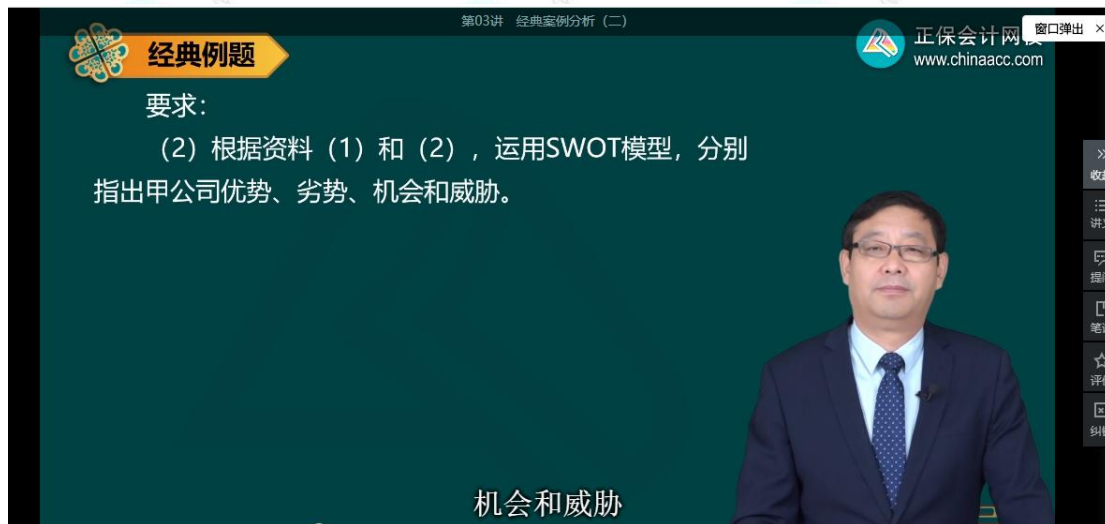 第03讲 经典案例分析（二）
窗口弹出 ×
经典例题
正保会计网校
www.chinaacc.com
要求：
（2）根据资料（1）和（2），运用SWOT模型，分别
指出甲公司优势、劣势、机会和威胁。
机会和威胁